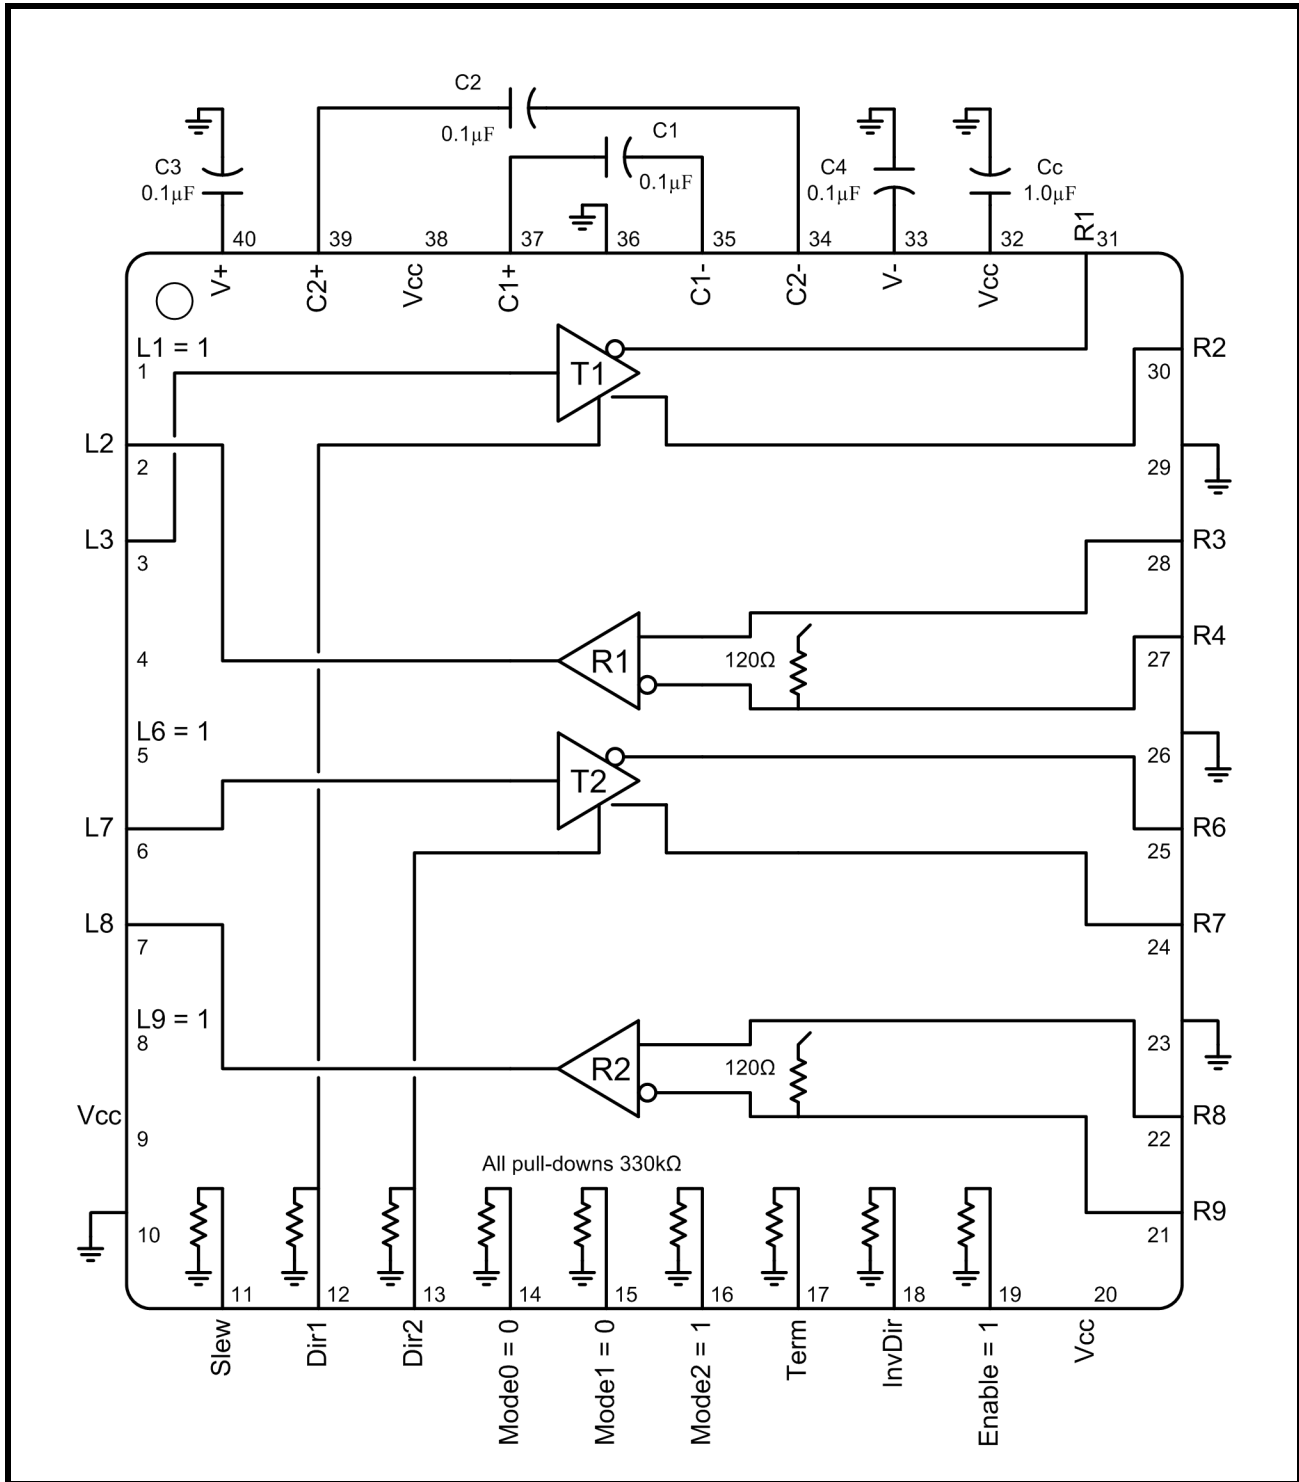 C2
0.1µF
C1
0.1µF
C3
0.1µF
C4
0.1µF
Cc
1.0µF
R1
40
39
38
37
36
35
34
33
32
31
V+
C2+
Vcc
C1+
C1-
C2-
V-
Vcc
L1 = 1
1
T1
R2
30
L2
2
29
L3
3
R3
28
4
R1
120Ω
R4
27
L6 = 1
5
T2
26
L7
6
R6
25
L8
7
R7
24
L9 = 1
8
R2
120Ω
23
Vcc
9
R8
22
All pull-downs 330kΩ
10
R9
21
11
12
13
14
15
16
17
18
19
20
Slew
Dir1
Dir2
Mode0 = 0
Mode1 = 0
Mode2 = 1
Term
InvDir
Enable = 1
Vcc